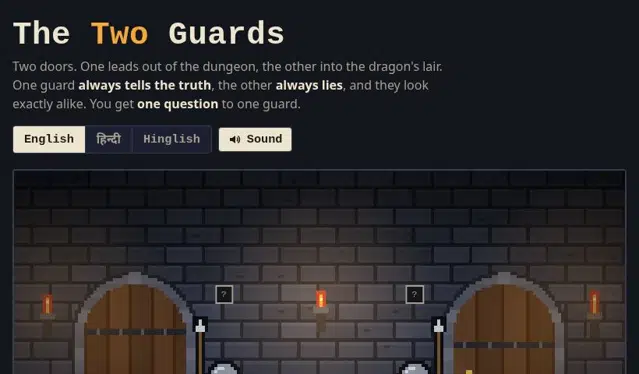 The Two Guards
Two doors. One leads out of the dungeon, the other into the dragon's lair.
One guard always tells the truth, the other always lies, and they look
exactly alike. You get one question to one guard.
English हिन्दी Hinglish Sound
? ?